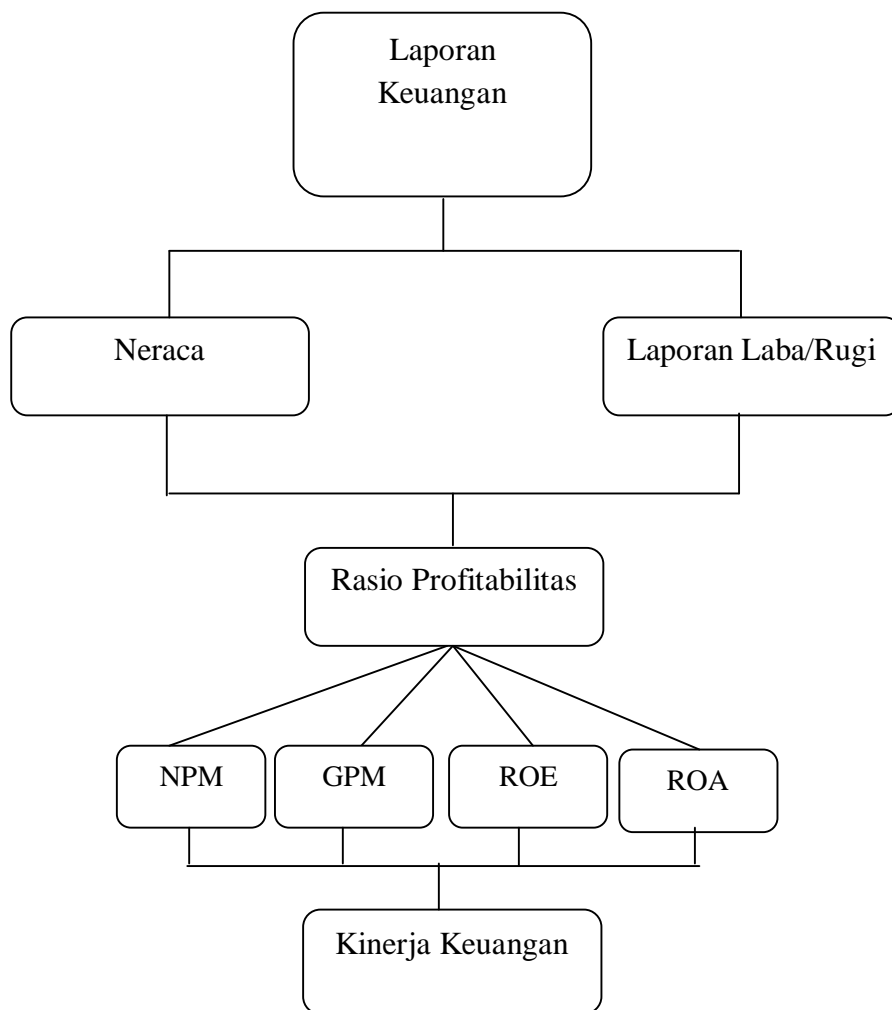 Laporan
Keuangan
Neraca
Laporan Laba/Rugi
Rasio Profitabilitas
NPM
GPM
ROE
ROA
Kinerja Keuangan